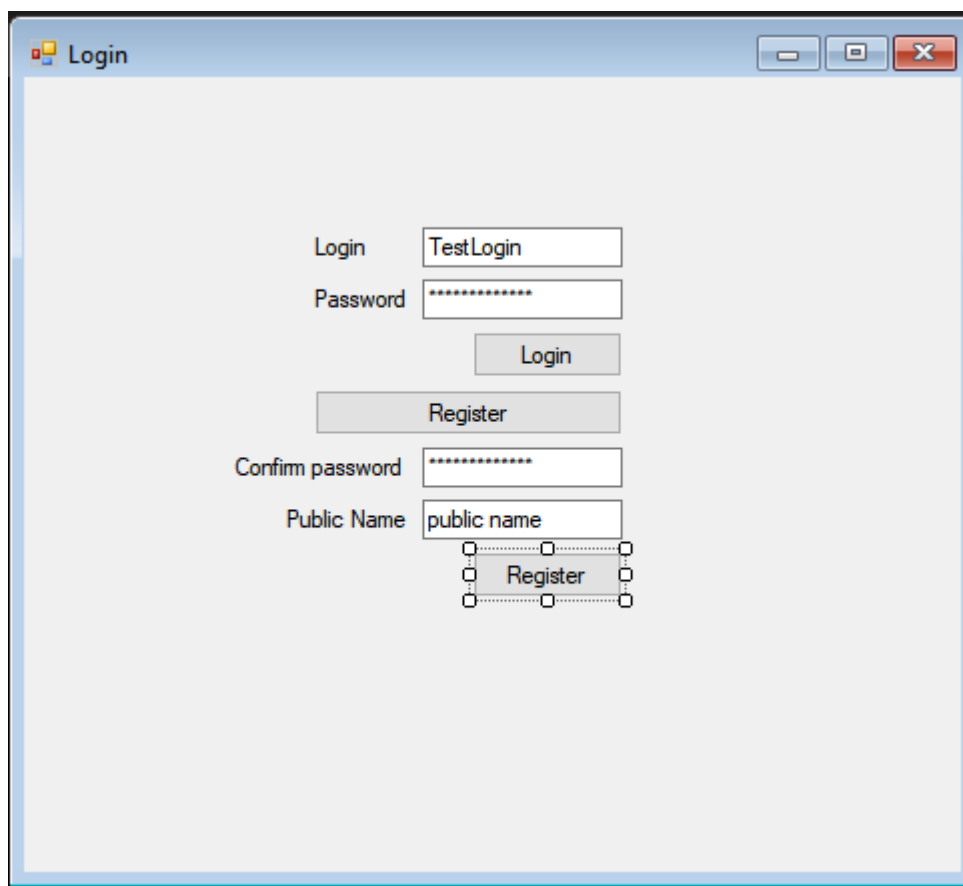 Login
Login TestLogin
Password *************
Login
Register
Confirm password *************
Public Name public name
Register